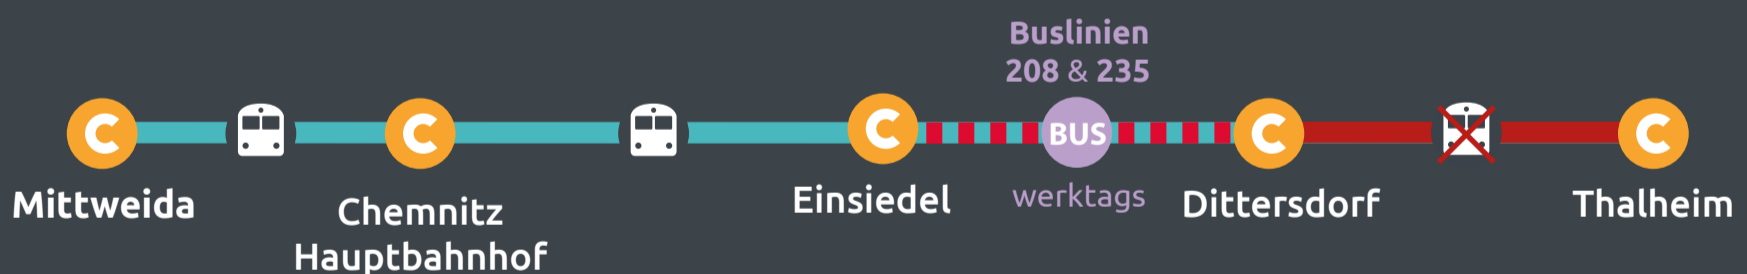 Buslinien
208 & 235
C
C
C
BUS
C
C
Mittweida
Chemnitz
Hauptbahnhof
Einsiedel
werktags
Dittersdorf
Thalheim